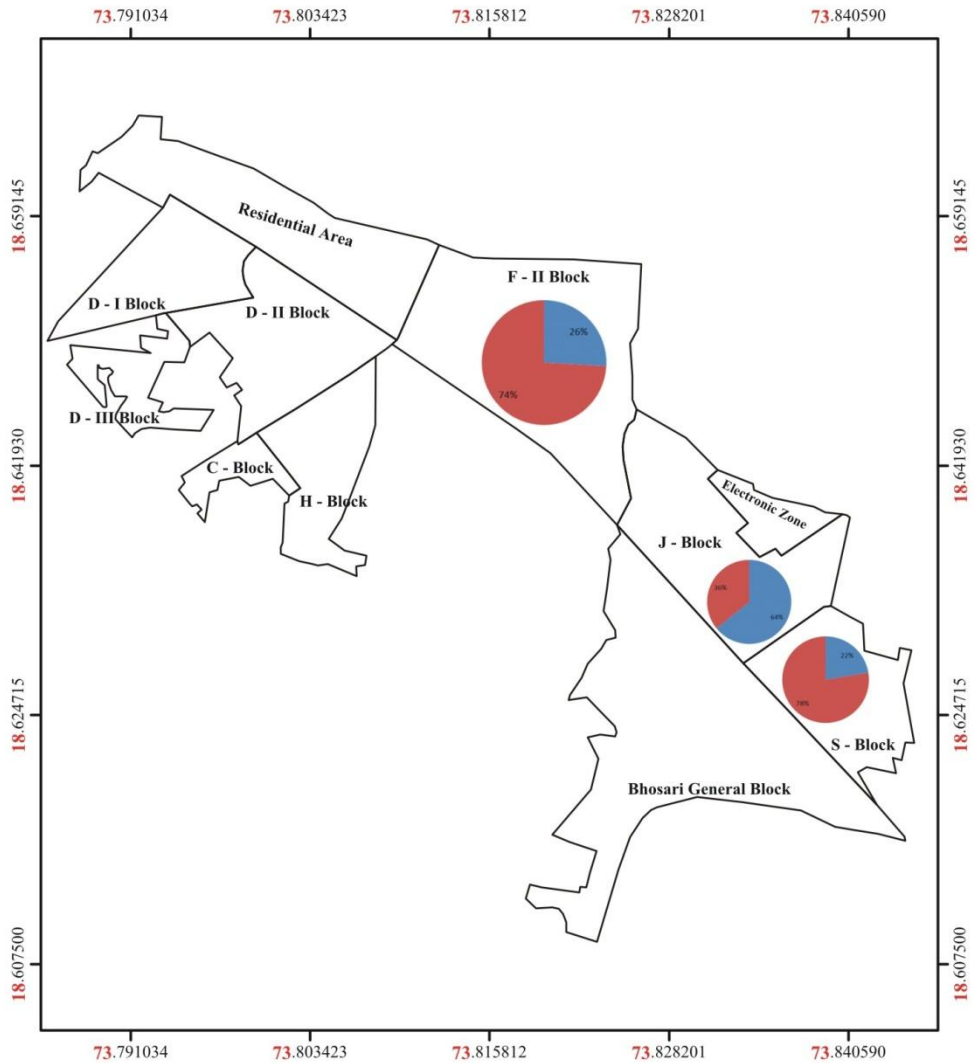 73.791034 73.803423 73.815812 73.828201 73.840590
18.659145
18.659145
Residential Area
F - II Block
D - I Block
D - II Block
26%
74%
D - III Block
18.641930
18.641930
C - Block
H - Block
Electronic Zone
J - Block
36%
64%
22%
78%
18.624715
18.624715
S - Block
Bhosari General Block
18.607500
18.607500
73.791034 73.803423 73.815812 73.828201 73.840590